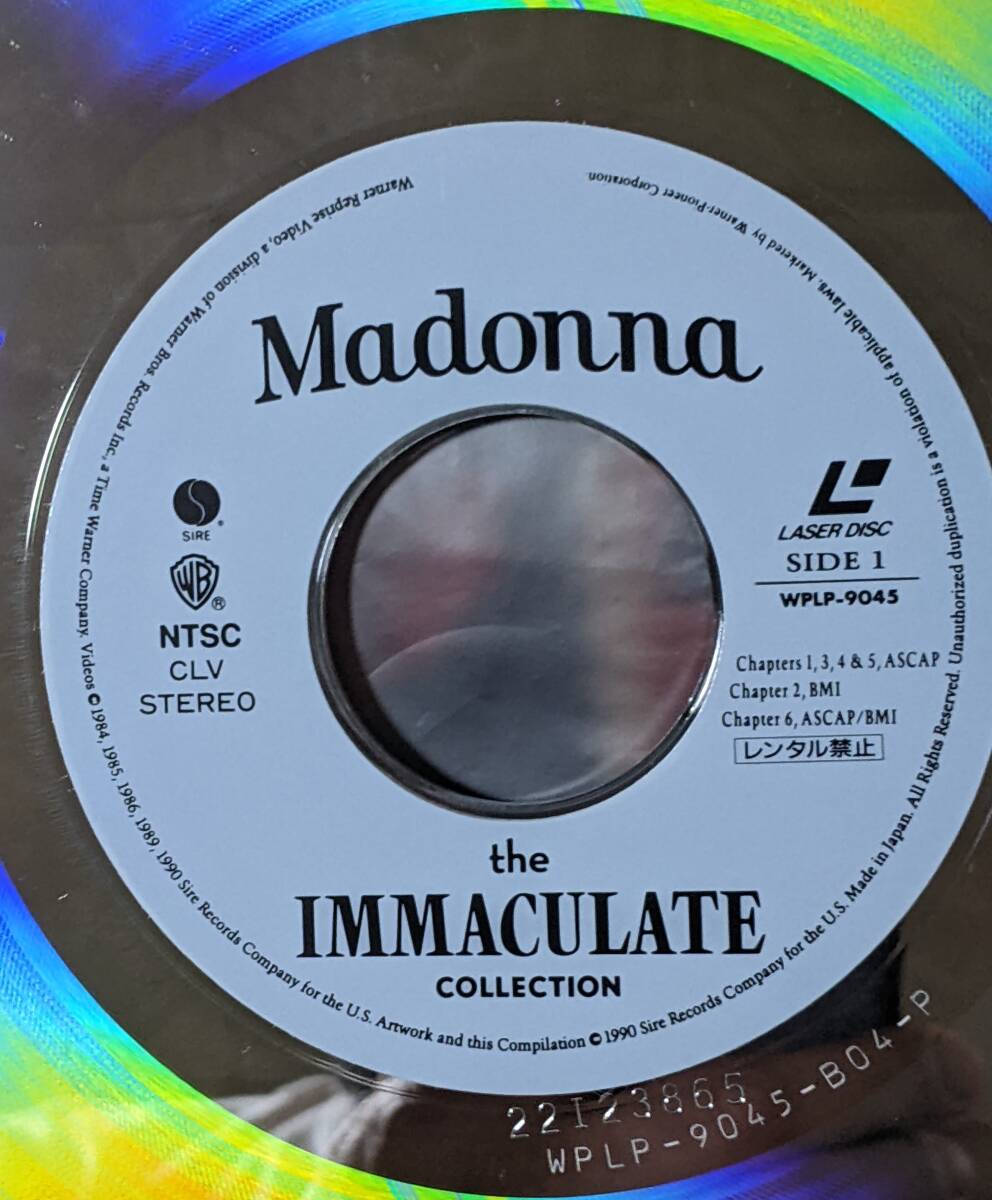 Madonna
SIRE
WB
NTSC
CLV
STEREO
LASER DISC
SIDE 1
WPLP-9045
Chapters 1, 3, 4 & 5, ASCAP
Chapter 2, BMI
Chapter 6, ASCAP/BMI
レンタル禁止
the
IMMACULATE
COLLECTION
Warner Reprise Video, a division of Warner Bros. Records Inc., a Time Warner Company. Videos ©1984, 1985, 1986, 1989, 1990 Sire Records Company for the U.S. Artwork and this Compilation ©1990 Sire Records Company for the U.S. Made in Japan. All Rights Reserved. Unauthorized duplication is a violation of applicable laws. Marketed by Warner-Pioneer Corporation.
22I23865
WPLP-9045-B04-P